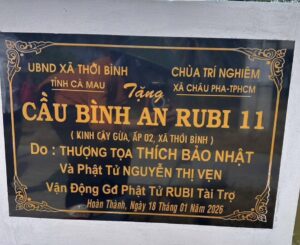 UBND XÃ THỚI BÌNH
TỈNH CÀ MAU
CHÙA TRÍ NGHIÊM
XÃ CHÂU PHA-TPHCM
Tặng
CẦU BÌNH AN RUBI 11
( KINH CÂY GỪA, ẤP 02, XÃ THỚI BÌNH )
Do : THƯỢNG TỌA THÍCH BẢO NHẬT
Và Phật Tử NGUYỄN THỊ VẸN
Vận Động Gđ Phật Tử RUBI Tài Trợ
Hoàn Thành, Ngày 18 Tháng 01 Năm 2026